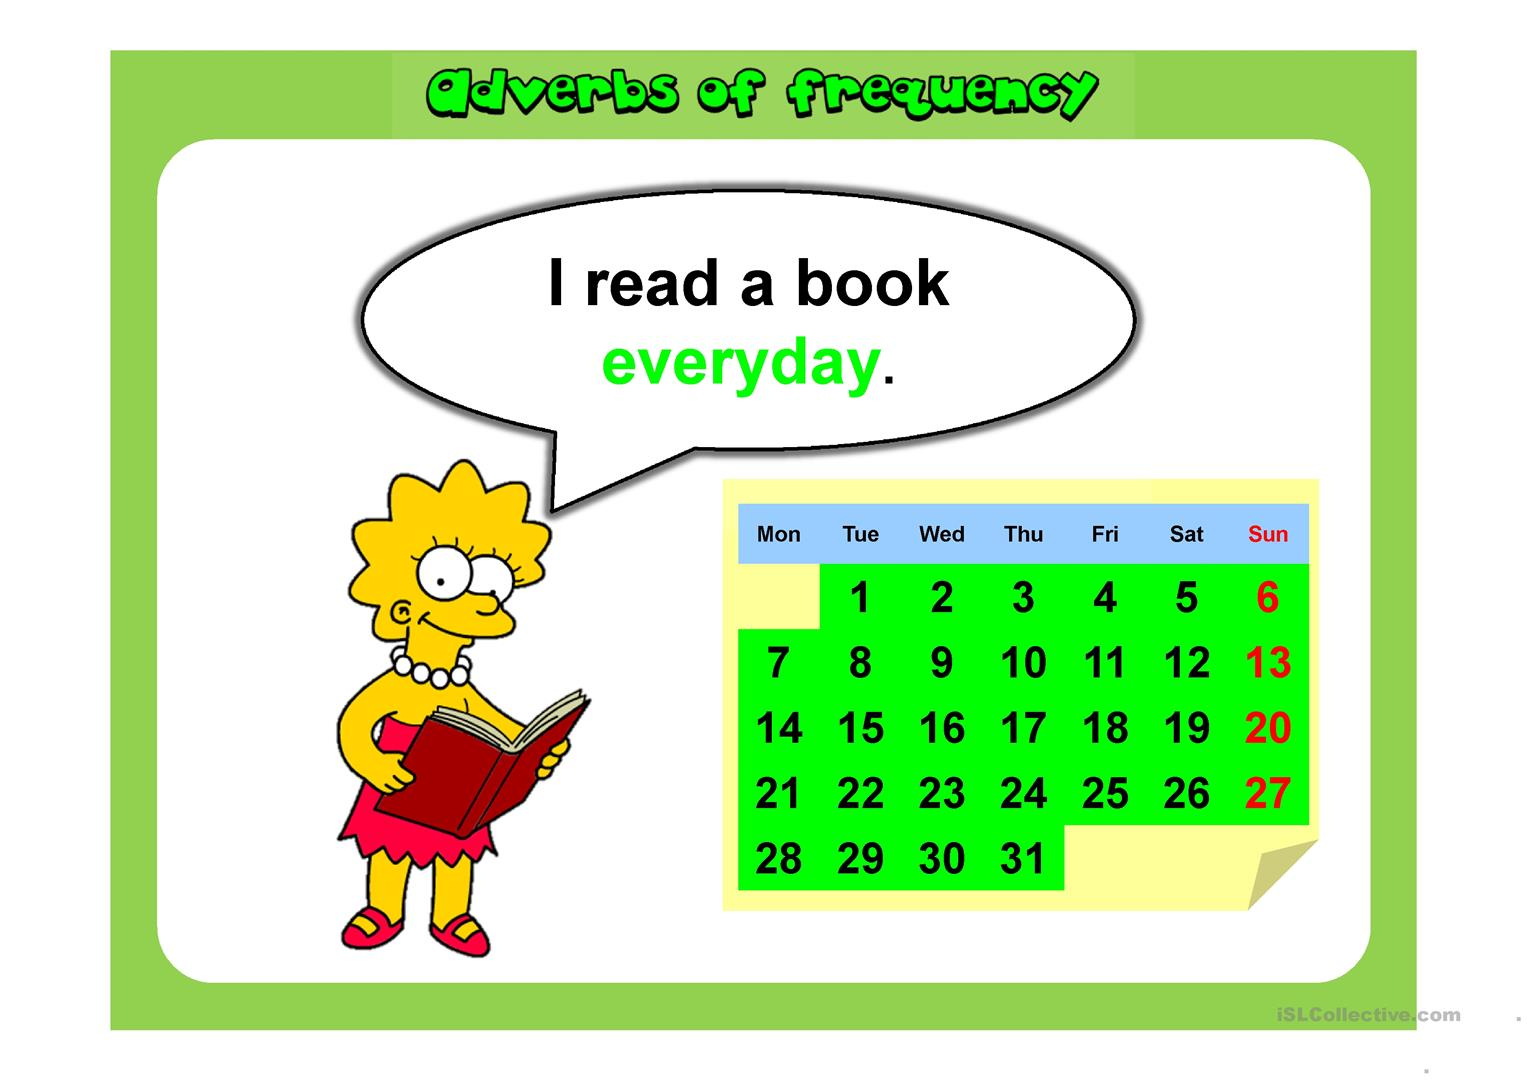 adverbs of frequency
I read a book
everyday.
Mon Tue Wed Thu Fri Sat Sun
1 2 3 4 5 6
7 8 9 10 11 12 13
14 15 16 17 18 19 20
21 22 23 24 25 26 27
28 29 30 31
iSLCollective.com